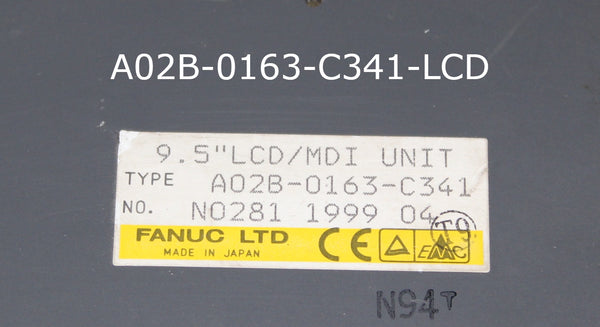 A02B-0163-C341-LCD
9.5"LCD/MDI UNIT
TYPE A02B-0163-C341
NO. N0281 1999 04
T9
FANUC LTD CE EMC
MADE IN JAPAN
N94T